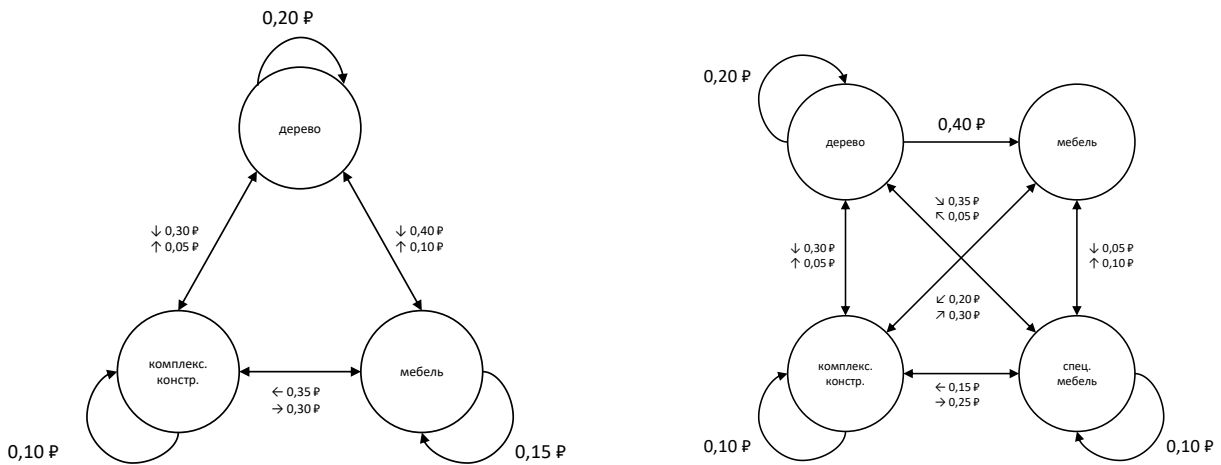 0,20 ₽
дерево
↓ 0,30 ₽
↑ 0,05 ₽
↓ 0,40 ₽
↑ 0,10 ₽
комплекс.
констр.
мебель
← 0,35 ₽
→ 0,30 ₽
0,10 ₽
0,15 ₽
0,20 ₽
дерево
0,40 ₽
мебель
↘ 0,35 ₽
↖ 0,05 ₽
↓ 0,30 ₽
↑ 0,05 ₽
↓ 0,05 ₽
↑ 0,10 ₽
↙ 0,20 ₽
↗ 0,30 ₽
комплекс.
констр.
спец.
мебель
← 0,15 ₽
→ 0,25 ₽
0,10 ₽
0,10 ₽